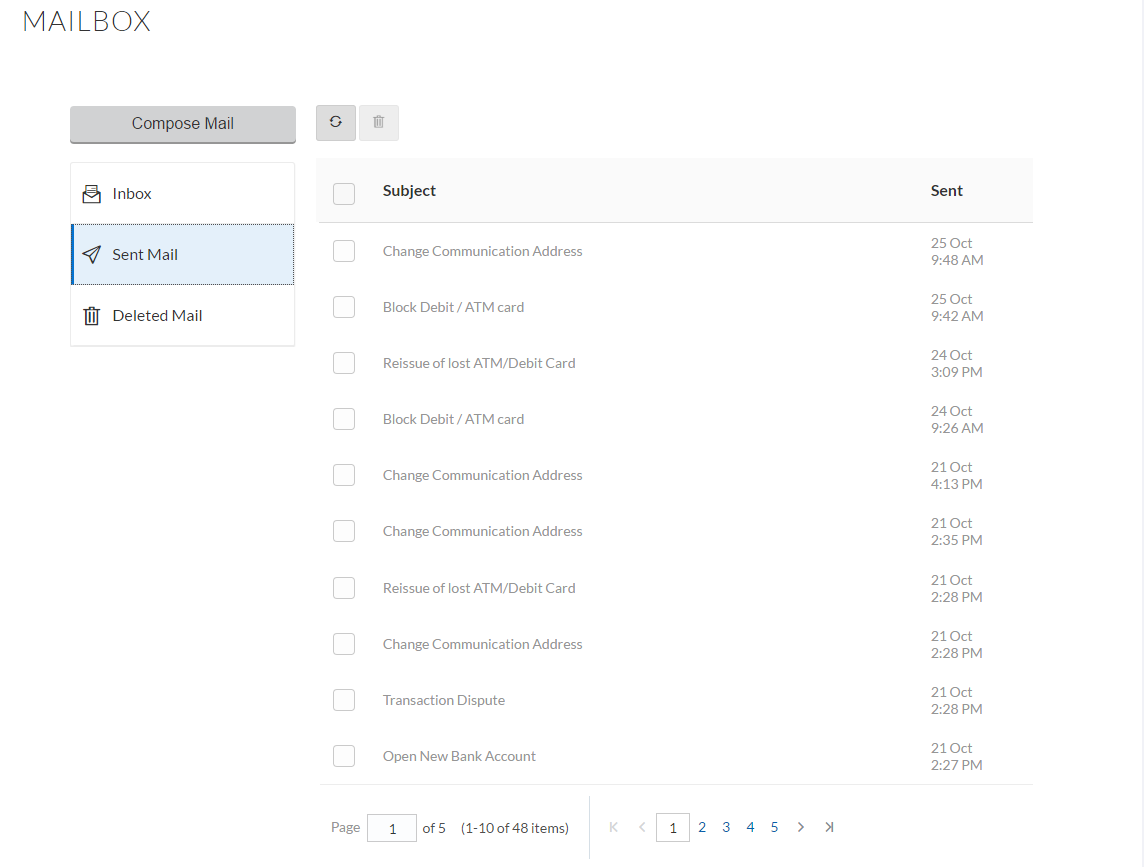 MAILBOX
Compose Mail
Inbox
Sent Mail
Deleted Mail
Subject Sent
Change Communication Address 25 Oct
9:48 AM
Block Debit / ATM card 25 Oct
9:42 AM
Reissue of lost ATM/Debit Card 24 Oct
3:09 PM
Block Debit / ATM card 24 Oct
9:26 AM
Change Communication Address 21 Oct
4:13 PM
Change Communication Address 21 Oct
2:35 PM
Reissue of lost ATM/Debit Card 21 Oct
2:28 PM
Change Communication Address 21 Oct
2:28 PM
Transaction Dispute 21 Oct
2:28 PM
Open New Bank Account 21 Oct
2:27 PM
Page 1 of 5 (1-10 of 48 items) 1 2 3 4 5